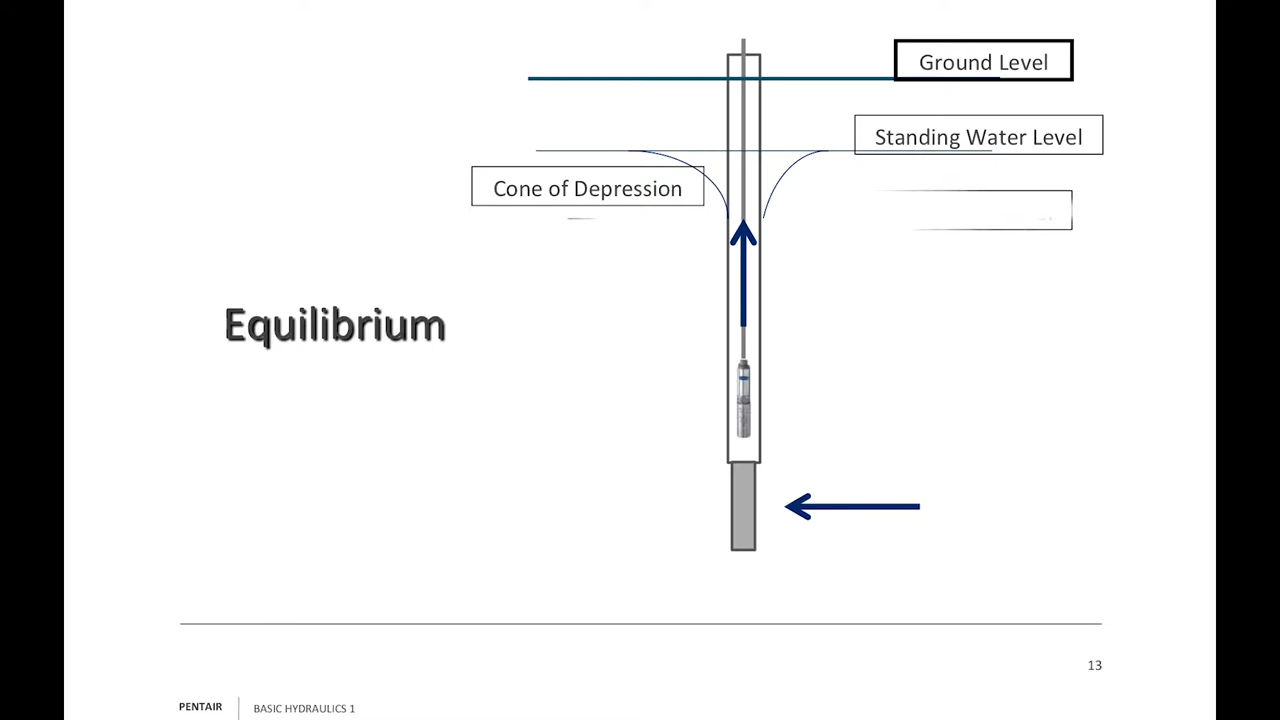 Ground Level
Standing Water Level
Cone of Depression
Equilibrium
13
PENTAIR
BASIC HYDRAULICS 1